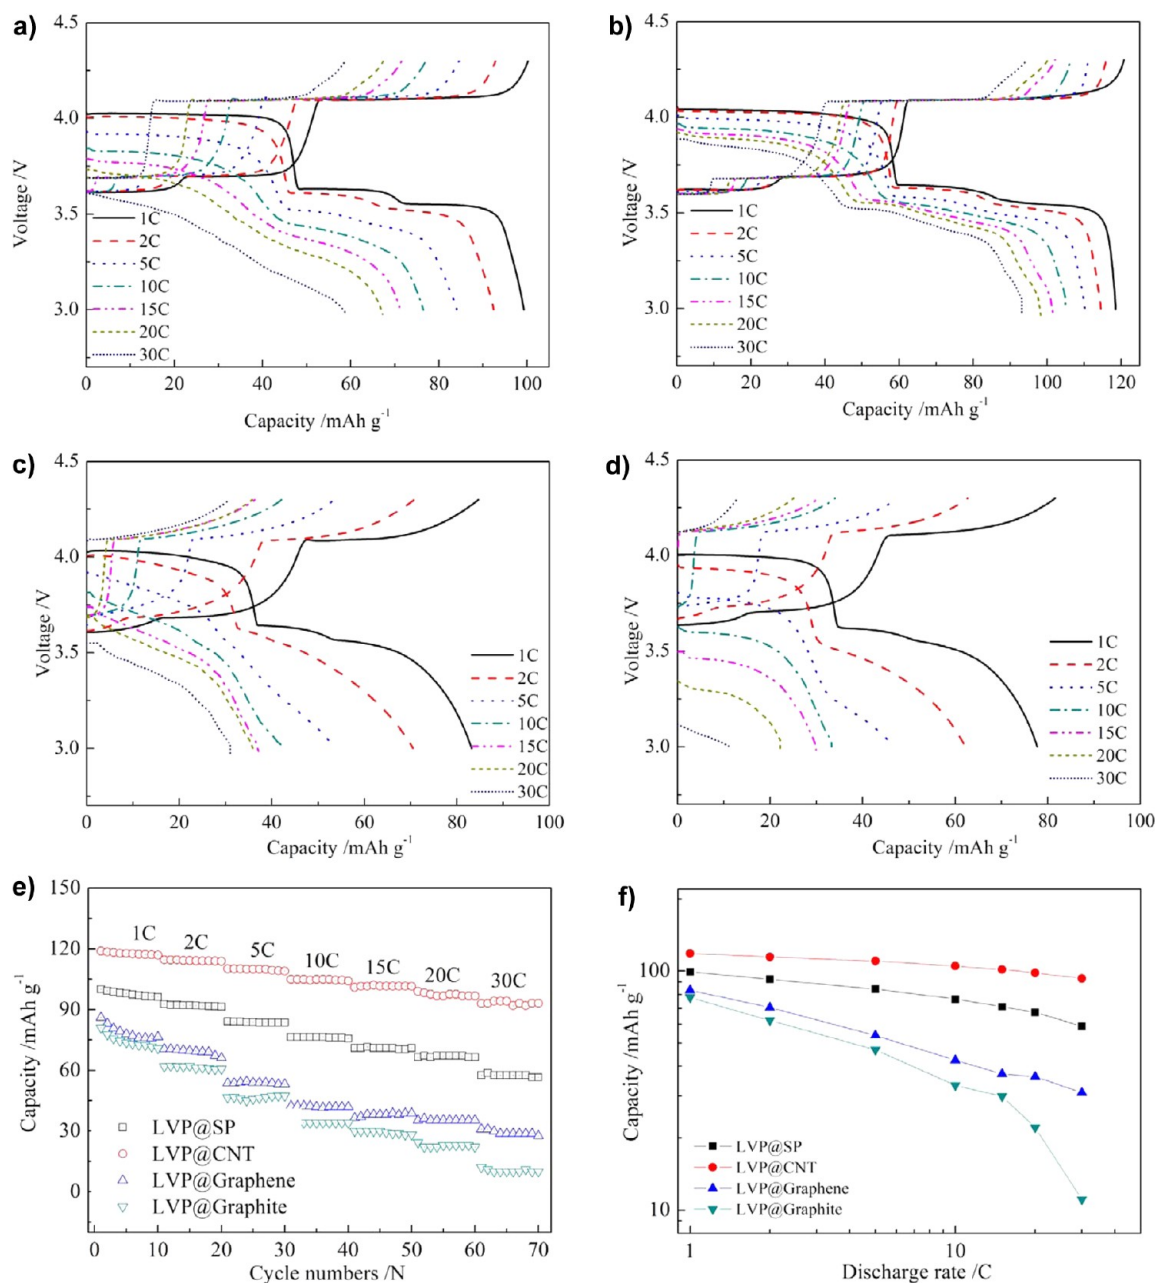 a)
4.5
4.0
3.5
3.0
Voltage /V
1C
2C
5C
10C
15C
20C
30C
0 20 40 60 80 100
Capacity /mAh g⁻¹
b)
4.5
4.0
3.5
3.0
Voltage /V
1C
2C
5C
10C
15C
20C
30C
0 20 40 60 80 100 120
Capacity /mAh g⁻¹
c)
4.5
4.0
3.5
3.0
Voltage /V
1C
2C
5C
10C
15C
20C
30C
0 20 40 60 80 100
Capacity /mAh g⁻¹
d)
4.5
4.0
3.5
3.0
Voltage /V
1C
2C
5C
10C
15C
20C
30C
0 20 40 60 80 100
Capacity /mAh g⁻¹
e)
150
120
90
60
30
0
Capacity /mAh g⁻¹
1C 2C 5C 10C 15C 20C 30C
LVP@SP
LVP@CNT
LVP@Graphene
LVP@Graphite
0 10 20 30 40 50 60 70
Cycle numbers /N
f)
100
10
Capacity /mAh g⁻¹
LVP@SP
LVP@CNT
LVP@Graphene
LVP@Graphite
1 10
Discharge rate /C